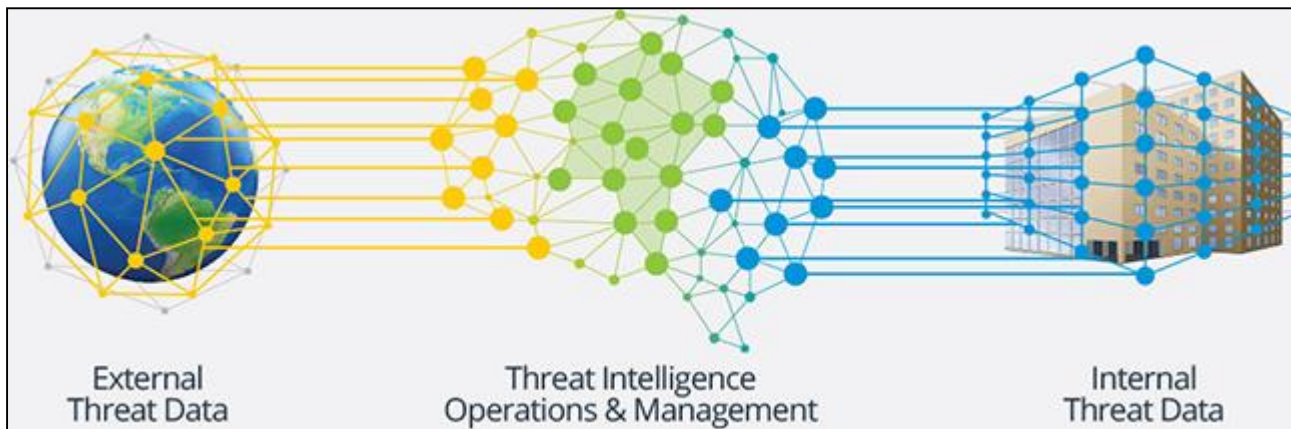 External
Threat Data
Threat Intelligence
Operations & Management
Internal
Threat Data